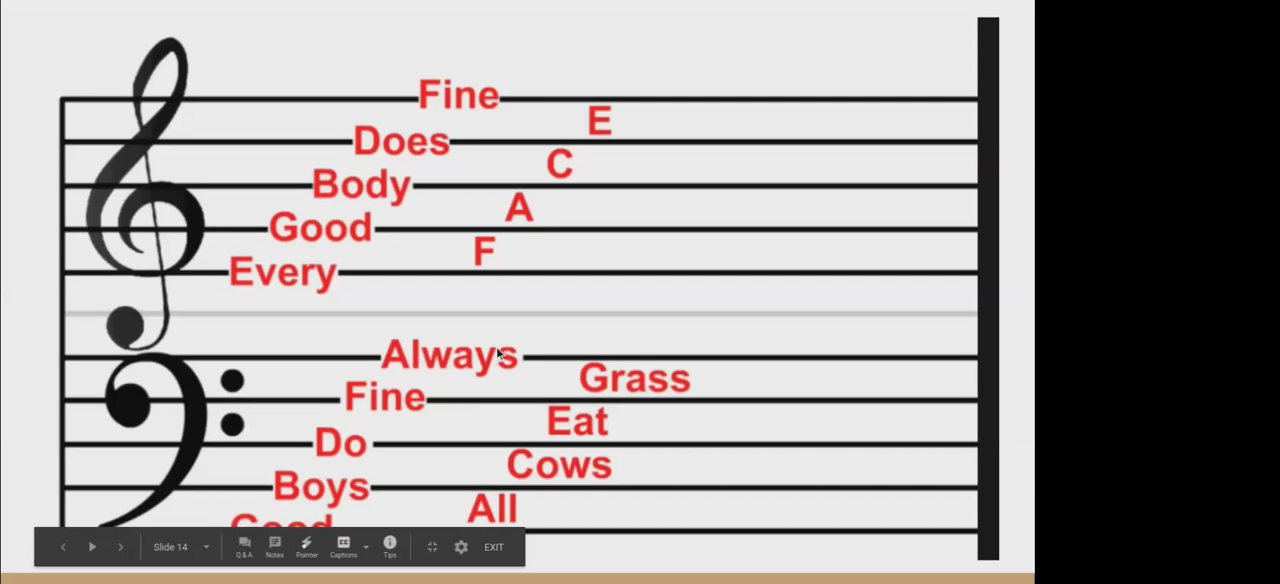 Fine
E
Does
C
Body
A
Good
F
Every
Always
Grass
Fine
Eat
Do
Cows
Boys
All
Good
Slide 14
Q&A Notes Pointer Captions Tips EXIT